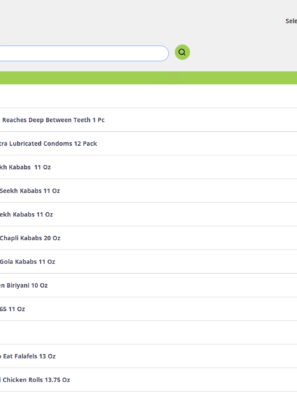 Sele
Reaches Deep Between Teeth 1 Pc
tra Lubricated Condoms 12 Pack
kh Kababs 11 Oz
Seekh Kababs 11 Oz
ekh Kababs 11 Oz
Chapli Kababs 20 Oz
Gola Kababs 11 Oz
n Biriyani 10 Oz
GS 11 Oz
Eat Falafels 13 Oz
i Chicken Rolls 13.75 Oz